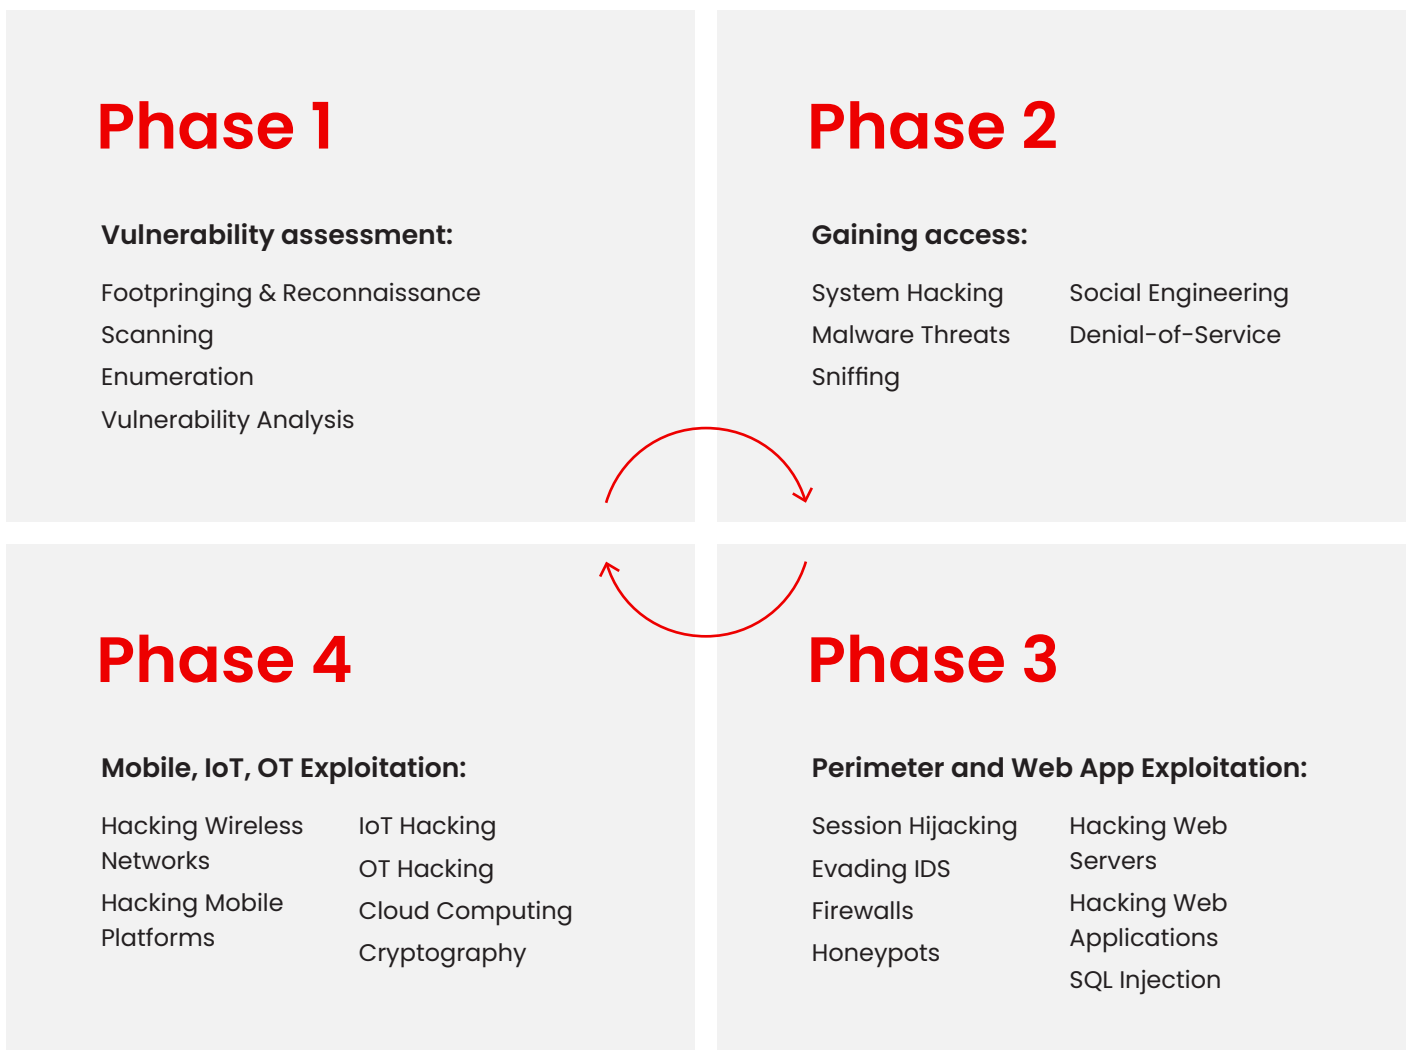 Phase 1
Vulnerability assessment:
Footpringing & Reconnaissance
Scanning
Enumeration
Vulnerability Analysis
Phase 2
Gaining access:
System Hacking
Malware Threats
Sniffing
Social Engineering
Denial-of-Service
Phase 4
Mobile, IoT, OT Exploitation:
Hacking Wireless
Networks
Hacking Mobile
Platforms
IoT Hacking
OT Hacking
Cloud Computing
Cryptography
Phase 3
Perimeter and Web App Exploitation:
Session Hijacking
Evading IDS
Firewalls
Honeypots
Hacking Web
Servers
Hacking Web
Applications
SQL Injection